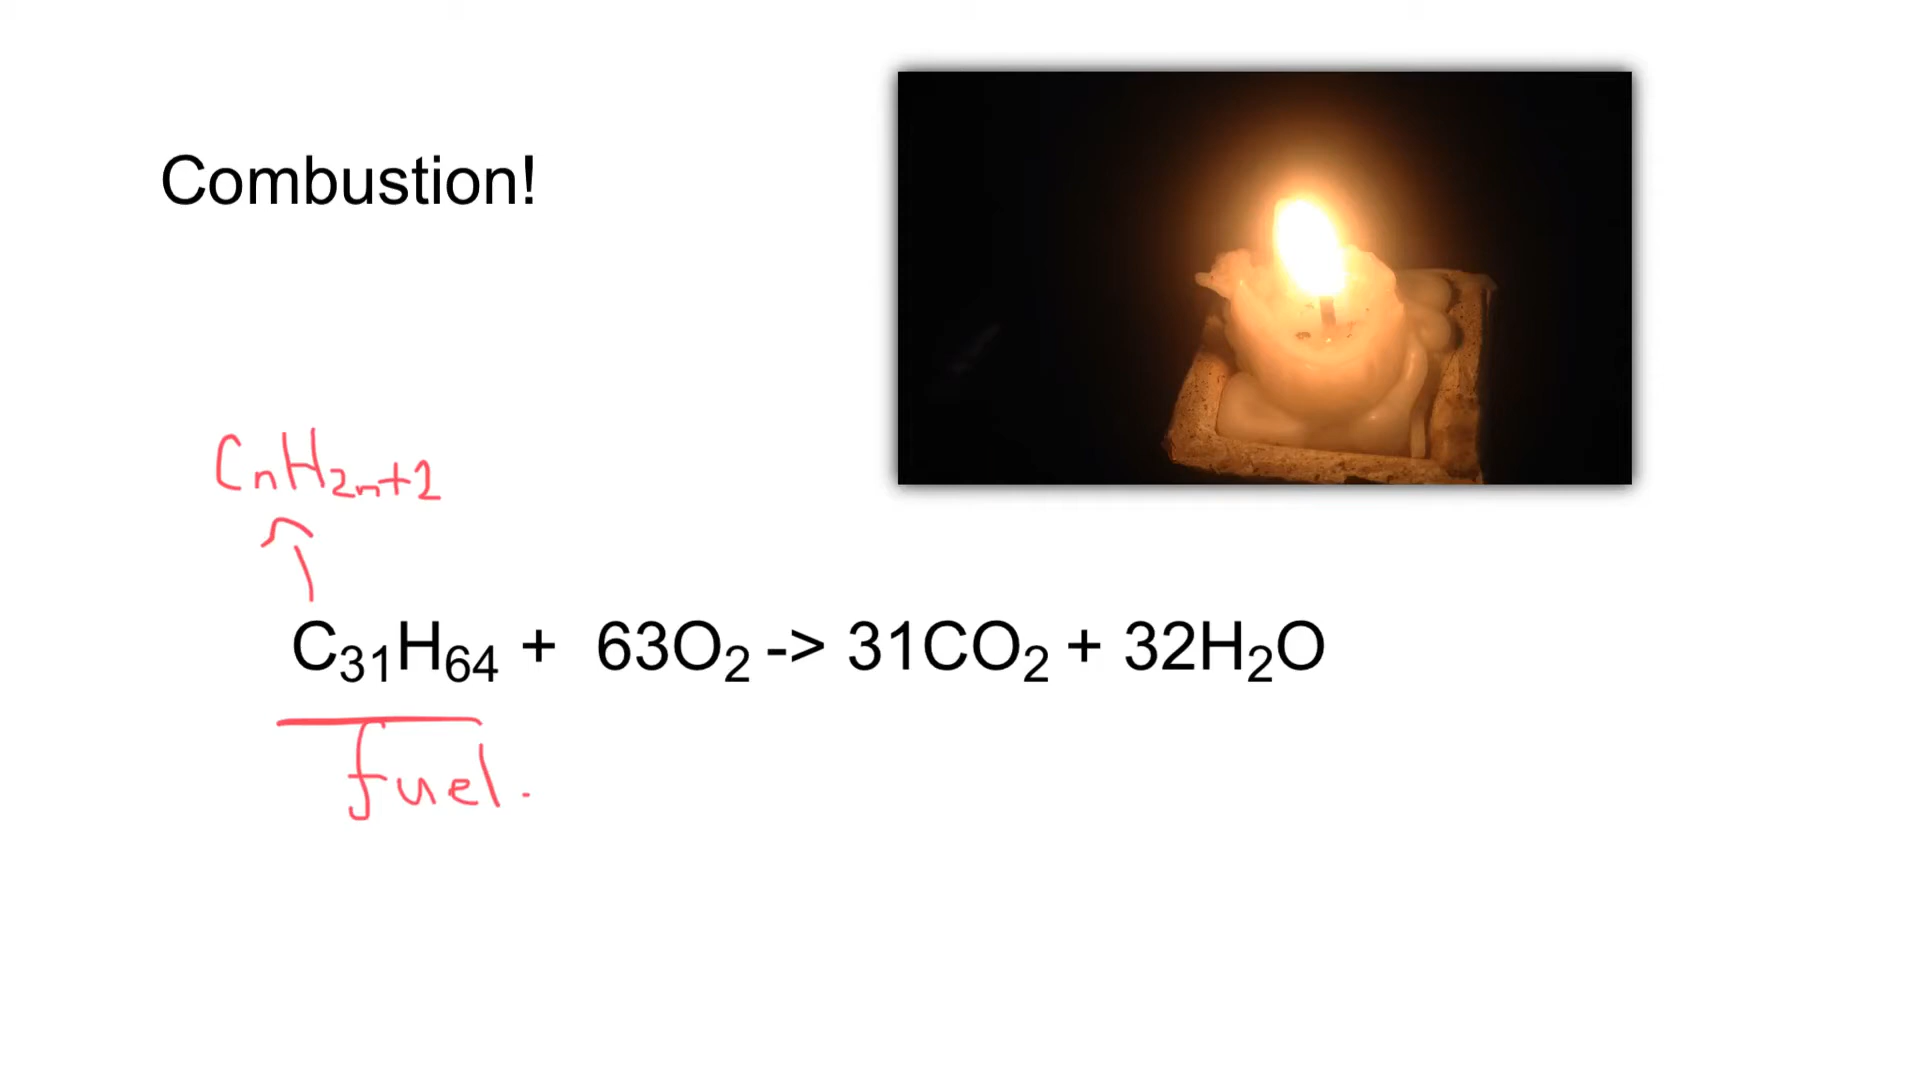 Combustion!
CnH2n+2
C31H64 + 63O2 -> 31CO2 + 32H2O
fuel.